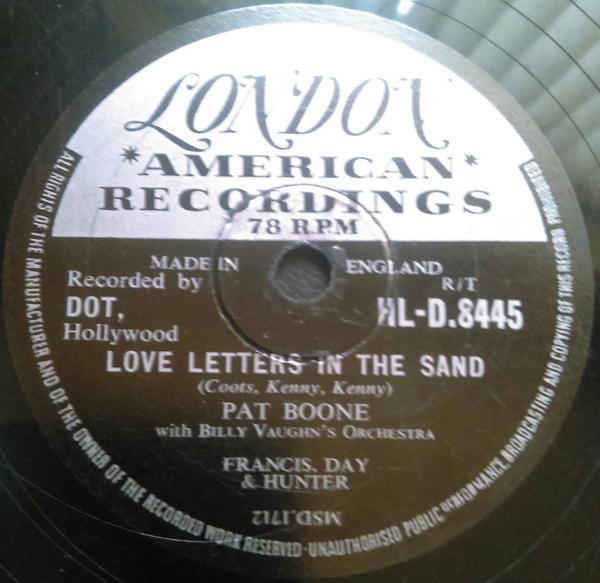 LONDON
*AMERICAN*
RECORDINGS
78 RPM
MADE IN ENGLAND
Recorded by
DOT,
Hollywood
R/T
HL-D.8445
LOVE LETTERS IN THE SAND
(Coots, Kenny, Kenny)
PAT BOONE
with BILLY VAUGHN'S ORCHESTRA
FRANCIS, DAY
& HUNTER
MSD.1712
ALL RIGHTS OF THE MANUFACTURER AND OF THE OWNER OF THE RECORDED WORK RESERVED·UNAUTHORISED PUBLIC PERFORMANCE, BROADCASTING AND COPYING OF THIS RECORD PROHIBITED